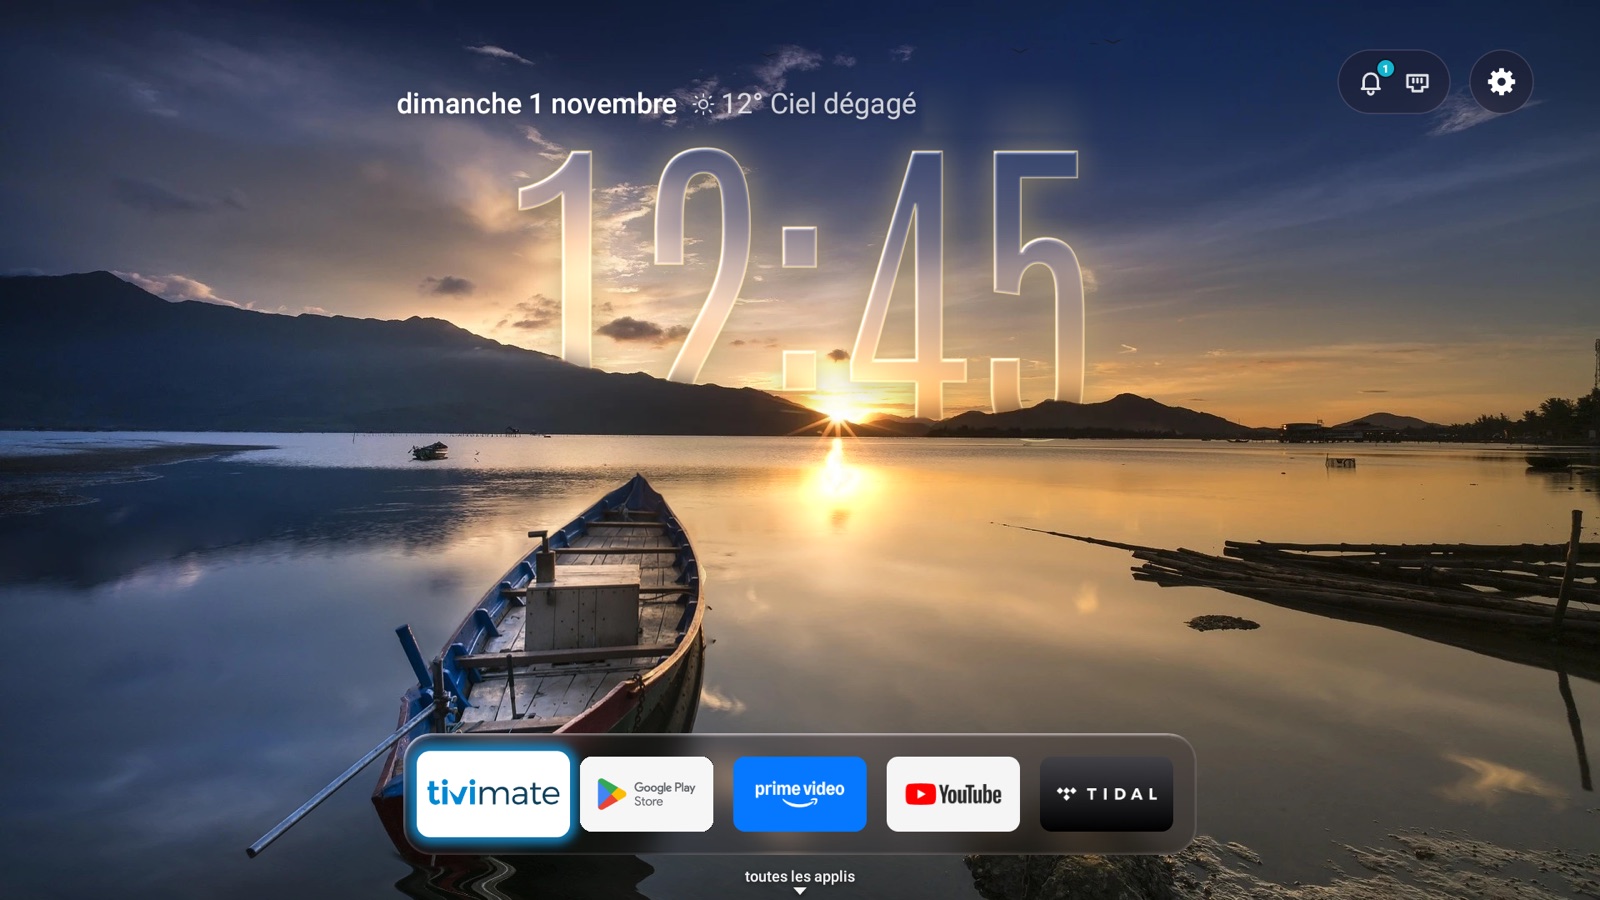 dimanche 1 novembre 12° Ciel dégagé
1
12:45
tivimate
Google Play
Store
prime video
YouTube
TIDAL
toutes les applis